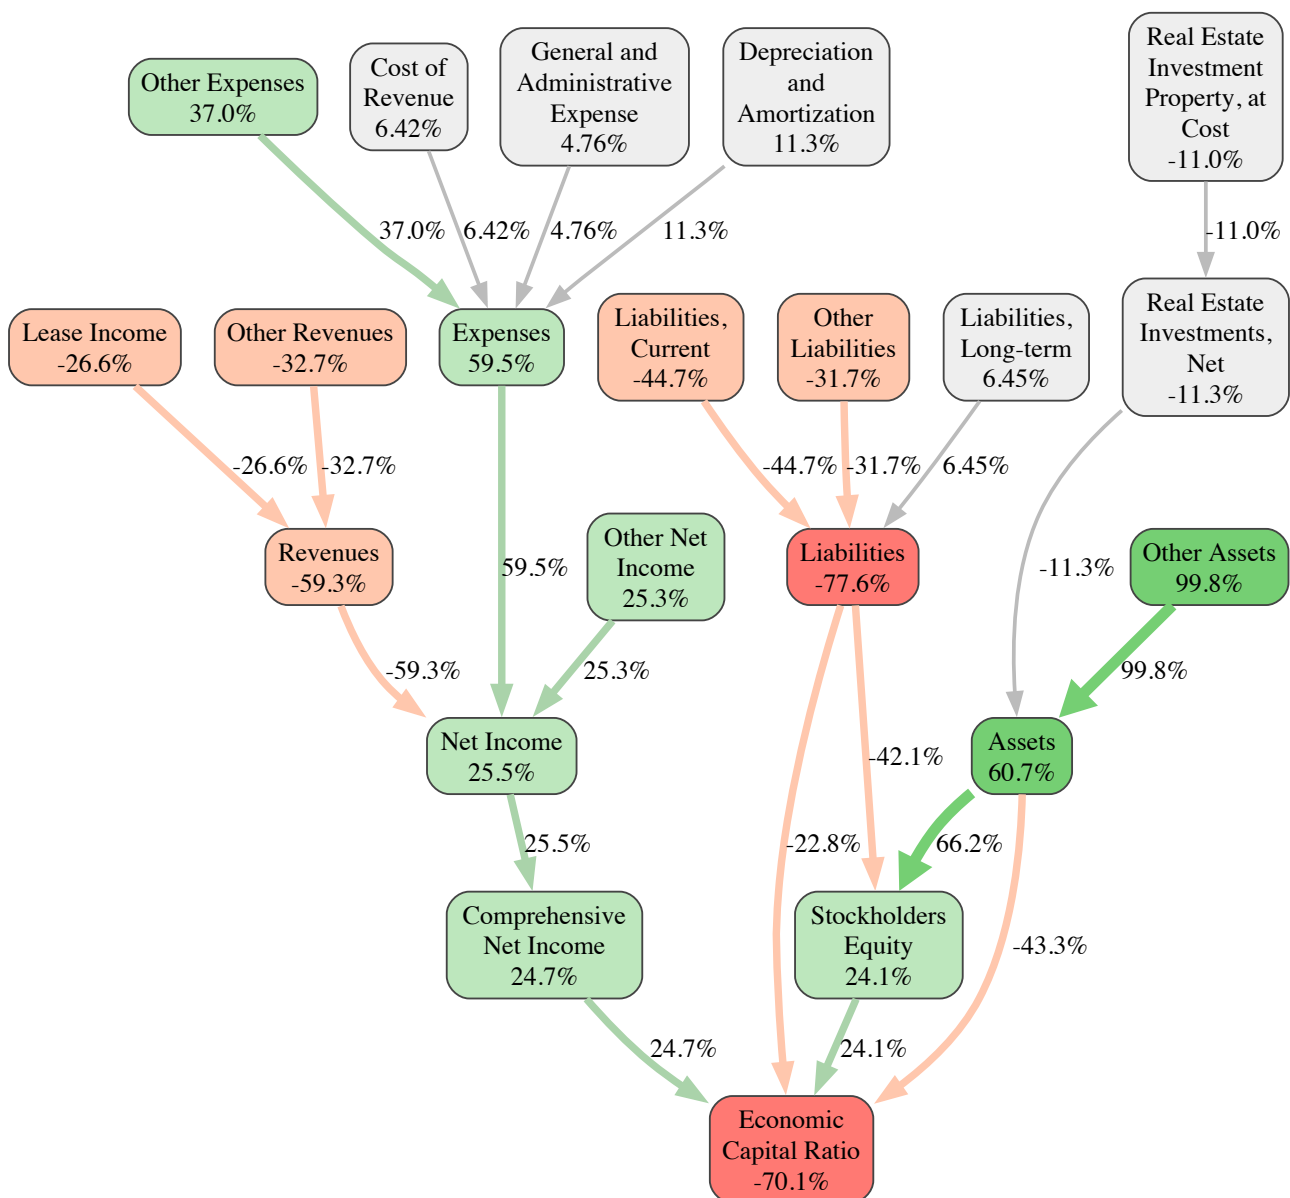 Other Expenses
37.0%
Cost of
Revenue
6.42%
General and
Administrative
Expense
4.76%
Depreciation
and
Amortization
11.3%
Real Estate
Investment
Property, at
Cost
-11.0%
37.0%
6.42%
4.76%
11.3%
-11.0%
Lease Income
-26.6%
Other Revenues
-32.7%
Expenses
59.5%
Liabilities,
Current
-44.7%
Other
Liabilities
-31.7%
Liabilities,
Long-term
6.45%
Real Estate
Investments,
Net
-11.3%
-26.6%
-32.7%
-44.7%
-31.7%
6.45%
Revenues
-59.3%
59.5%
Other Net
Income
25.3%
Liabilities
-77.6%
-11.3%
Other Assets
99.8%
-59.3%
25.3%
99.8%
Net Income
25.5%
-42.1%
Assets
60.7%
25.5%
-22.8%
66.2%
Comprehensive
Net Income
24.7%
Stockholders
Equity
24.1%
-43.3%
24.7%
24.1%
Economic
Capital Ratio
-70.1%